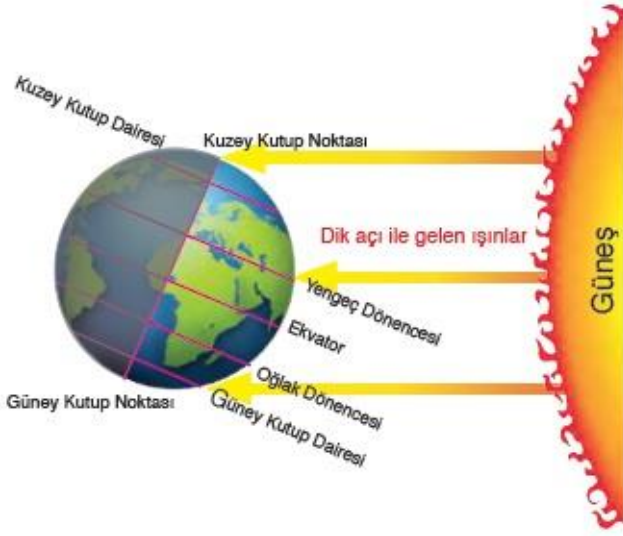 Kuzey Kutup Dairesi
Kuzey Kutup Noktası
Dik açı ile gelen ışınlar
Güneş
Yengeç Dönencesi
Ekvator
Oğlak Dönencesi
Güney Kutup Noktası
Güney Kutup Dairesi